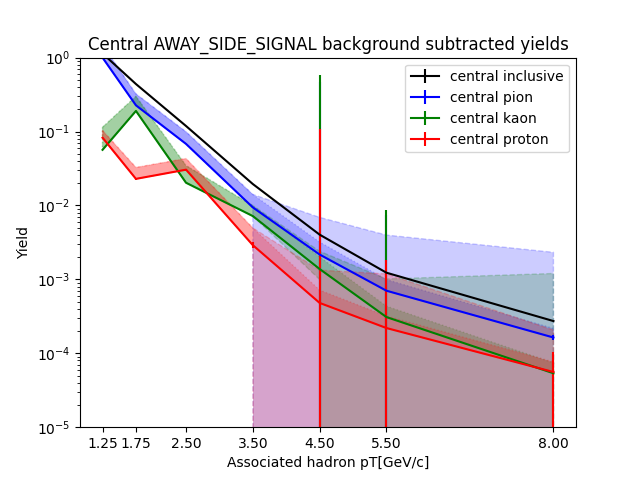 Central AWAY_SIDE_SIGNAL background subtracted yields
central inclusive
central pion
central kaon
central proton
Yield
10⁰
10⁻¹
10⁻²
10⁻³
10⁻⁴
10⁻⁵
1.25 1.75 2.50 3.50 4.50 5.50 8.00
Associated hadron pT[GeV/c]